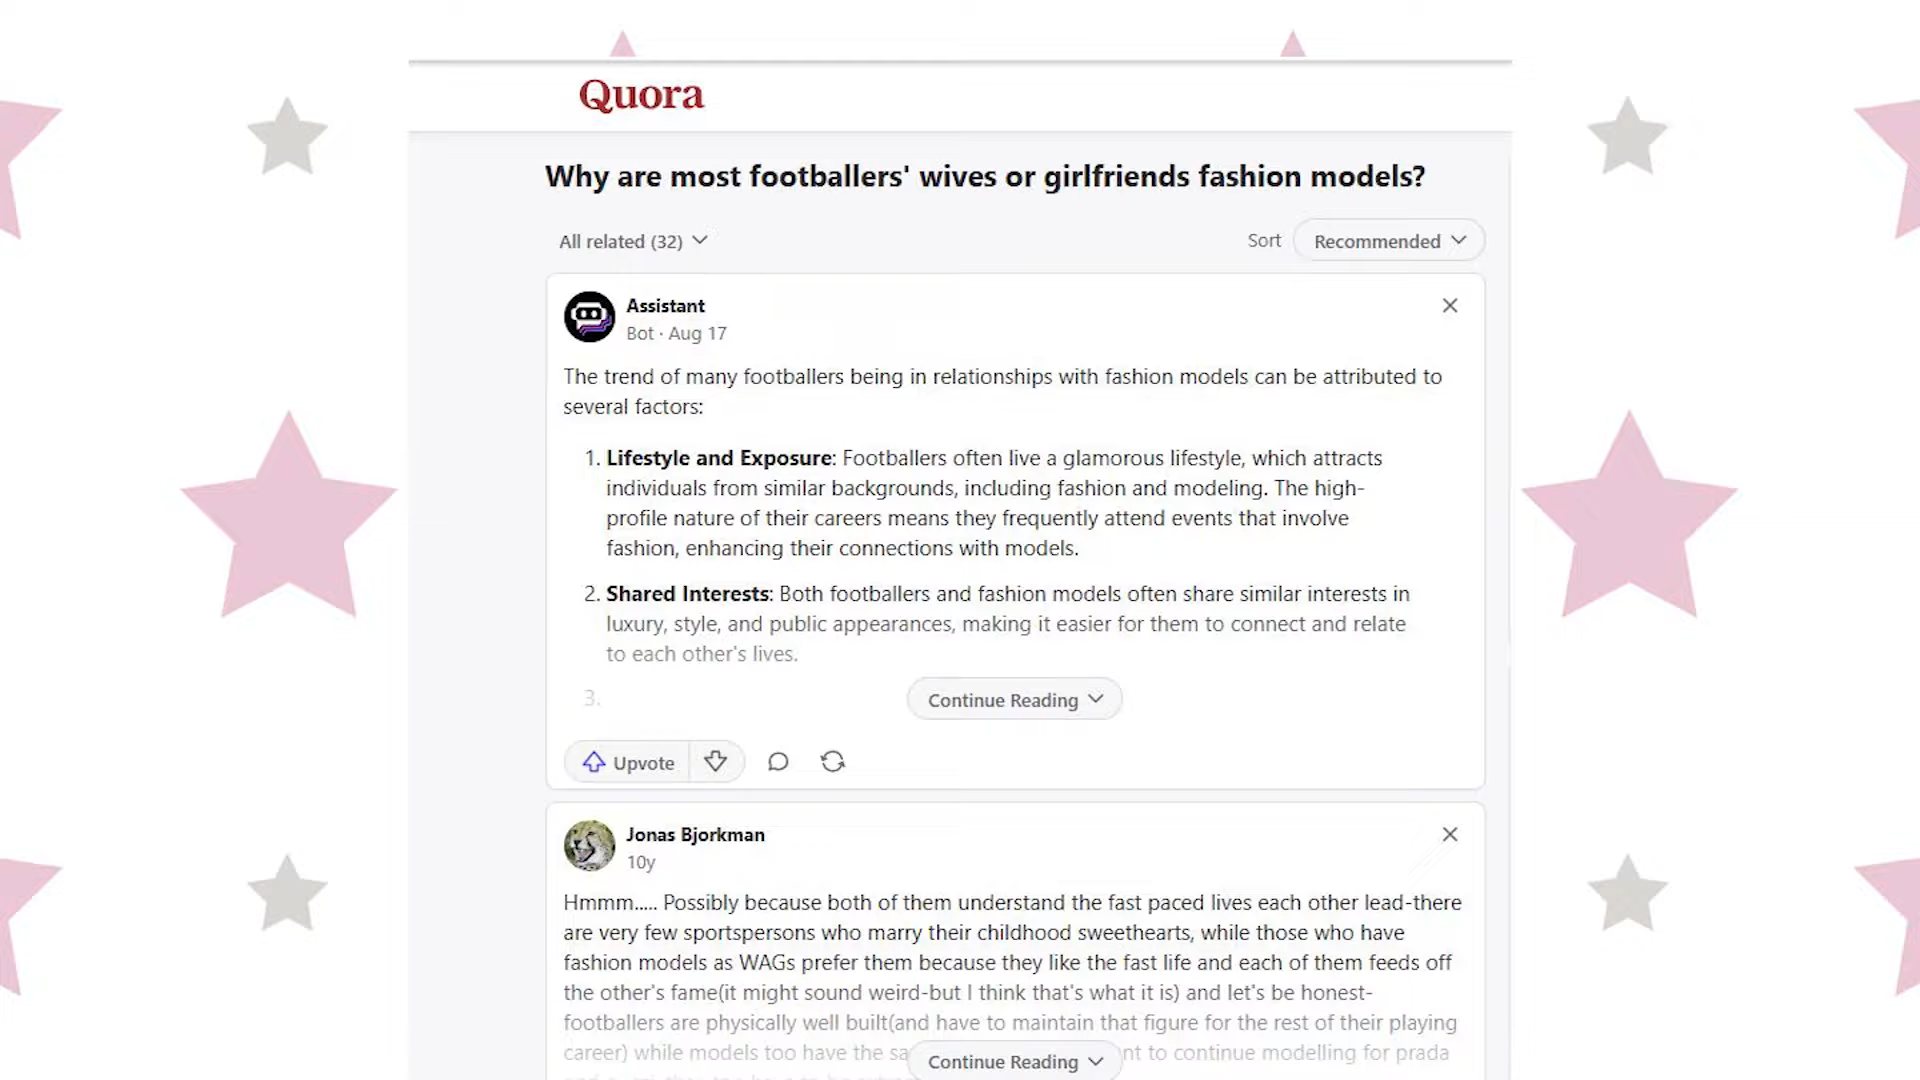 Quora
Why are most footballers' wives or girlfriends fashion models?
All related (32)
Sort
Recommended
Assistant
Bot · Aug 17
The trend of many footballers being in relationships with fashion models can be attributed to
several factors:
1. Lifestyle and Exposure: Footballers often live a glamorous lifestyle, which attracts
individuals from similar backgrounds, including fashion and modeling. The high-
profile nature of their careers means they frequently attend events that involve
fashion, enhancing their connections with models.
2. Shared Interests: Both footballers and fashion models often share similar interests in
luxury, style, and public appearances, making it easier for them to connect and relate
to each other's lives.
3.
Continue Reading
Upvote
Jonas Bjorkman
10y
Hmmm..... Possibly because both of them understand the fast paced lives each other lead-there
are very few sportspersons who marry their childhood sweethearts, while those who have
fashion models as WAGs prefer them because they like the fast life and each of them feeds off
the other's fame(it might sound weird-but I think that's what it is) and let's be honest-
footballers are physically well built(and have to maintain that figure for the rest of their playing
career) while models too have the to continue modelling for prada
Continue Reading